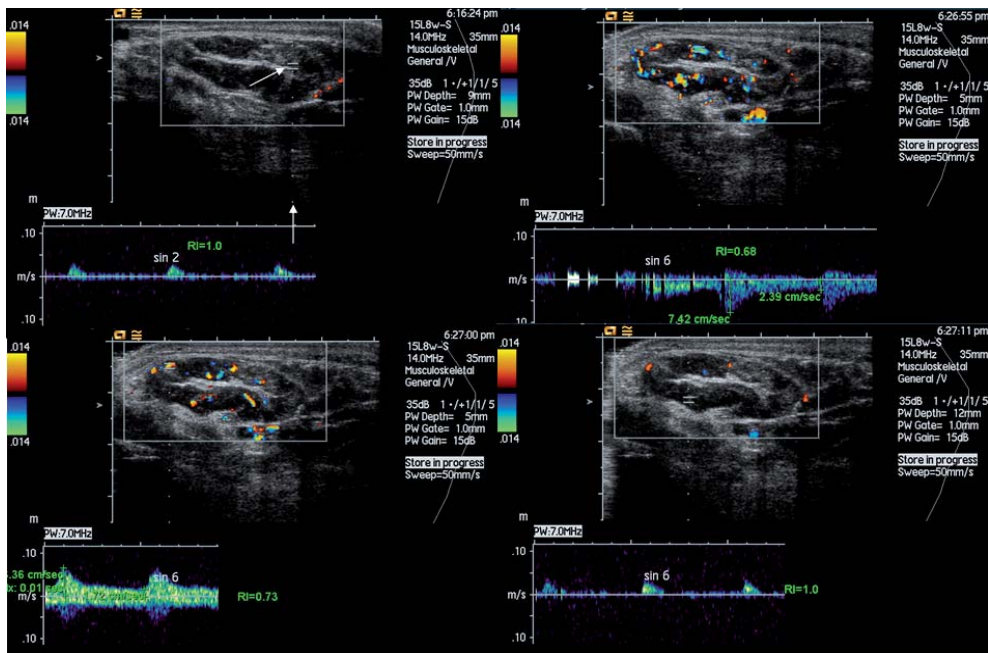 .014
.014
6:16:24 pm
15L8w-S
14.0MHz 35mm
Musculoskeletal
General /V
35dB 1 •/+1/1/ 5
PW Depth= 9mm
PW Gate= 1.0mm
PW Gain= 15dB
Store in progress
Sweep=50mm/s
m
PW:7.0MHz
.10
m/s
.10
RI=1.0
sin 2
.014
.014
6:26:55 pm
15L8w-S
14.0MHz 35mm
Musculoskeletal
General /V
35dB 1 •/+1/1/ 5
PW Depth= 5mm
PW Gate= 1.0mm
PW Gain= 15dB
Store in progress
Sweep=50mm/s
m
PW:7.0MHz
.10
m/s
.10
RI=0.68
sin 6
2.39 cm/sec
7.42 cm/sec
.014
.014
6:27:00 pm
15L8w-S
14.0MHz 35mm
Musculoskeletal
General /V
35dB 1 •/+1/1/ 5
PW Depth= 5mm
PW Gate= 1.0mm
PW Gain= 15dB
Store in progress
Sweep=50mm/s
m
PW:7.0MHz
.10
.36 cm/sec
sin 6
0.01
m/s
cm/sec
RI=0.73
.10
.014
.014
6:27:11 pm
15L8w-S
14.0MHz 35mm
Musculoskeletal
General /V
35dB 1 •/+1/1/ 5
PW Depth= 12mm
PW Gate= 1.0mm
PW Gain= 15dB
Store in progress
Sweep=50mm/s
m
PW:7.0MHz
.10
m/s
.10
sin 6
RI=1.0